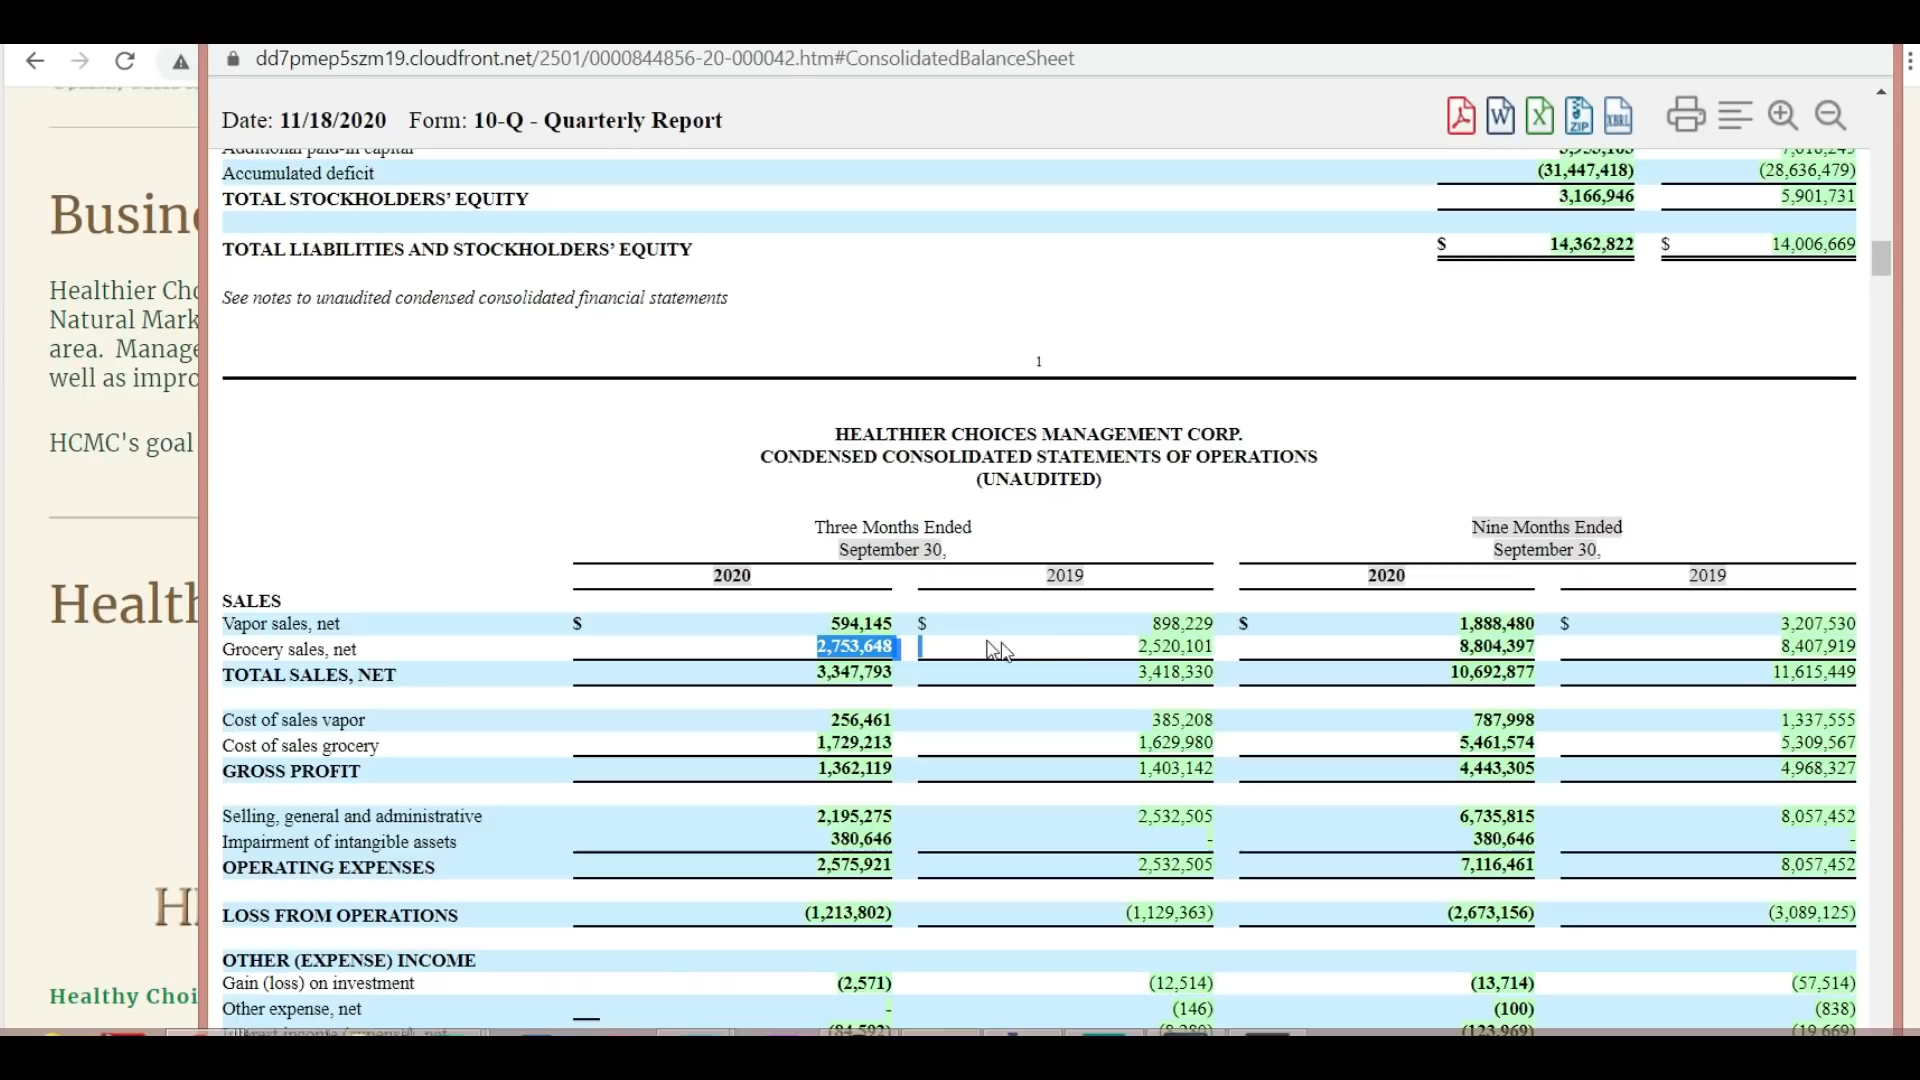 dd7pmep5szm19.cloudfront.net/2501/0000844856-20-000042.htm#ConsolidatedBalanceSheet
Date: 11/18/2020 Form: 10-Q - Quarterly Report
Additional paid-in capital
Accumulated deficit (31,447,418) (28,636,479)
TOTAL STOCKHOLDERS’ EQUITY 3,166,946 5,901,731
TOTAL LIABILITIES AND STOCKHOLDERS’ EQUITY $ 14,362,822 $ 14,006,669
See notes to unaudited condensed consolidated financial statements
1
HEALTHIER CHOICES MANAGEMENT CORP.
CONDENSED CONSOLIDATED STATEMENTS OF OPERATIONS
(UNAUDITED)
Three Months Ended Nine Months Ended
September 30, September 30,
2020 2019 2020 2019
SALES
Vapor sales, net $ 594,145 $ 898,229 $ 1,888,480 $ 3,207,530
Grocery sales, net 2,753,648 2,520,101 8,804,397 8,407,919
TOTAL SALES, NET 3,347,793 3,418,330 10,692,877 11,615,449
Cost of sales vapor 256,461 385,208 787,998 1,337,555
Cost of sales grocery 1,729,213 1,629,980 5,461,574 5,309,567
GROSS PROFIT 1,362,119 1,403,142 4,443,305 4,968,327
Selling, general and administrative 2,195,275 2,532,505 6,735,815 8,057,452
Impairment of intangible assets 380,646 - 380,646 -
OPERATING EXPENSES 2,575,921 2,532,505 7,116,461 8,057,452
LOSS FROM OPERATIONS (1,213,802) (1,129,363) (2,673,156) (3,089,125)
OTHER (EXPENSE) INCOME
Gain (loss) on investment (2,571) (12,514) (13,714) (57,514)
Other expense, net - (146) (100) (838)
Busine
Healthier Cho
Natural Mark
area. Manage
well as impro
HCMC's goal
Health
H
Healthy Choi
W
X
ZIP
XBRL